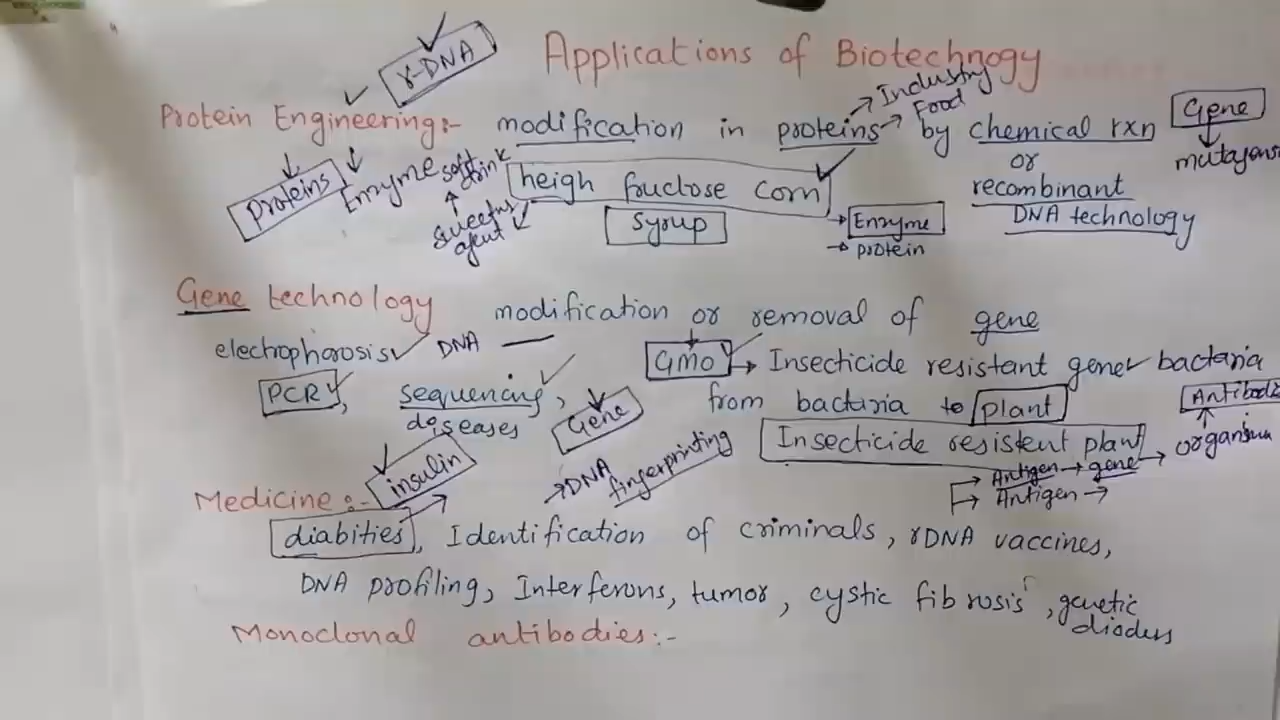 Applications of Biotechnogy
r-DNA
Industry
Food
Gene
mutagens
Protein Engineering:- modification in proteins by chemical rxn
or
recombinant
DNA technology
Proteins Enzyme soft drink
sweetng agent
heigh fructose corn
Syrup
Enzyme
protein
Gene technology modification or removal of gene
electrophorosis DNA
GMO Insecticide resistant gene bacteria
PCR, sequencing, from bacteria to plant
diseases
Gene
Antibodi
Insecticide resistent plant
organism
Antigen gene
Antigen
DNA fingerprinting
insulin
Medicine:-
diabities, Identification of criminals, rDNA vaccines,
DNA profiling, Interferons, tumor, cystic fibrosis, genetic
dioders
Monoclonal antibodies:-